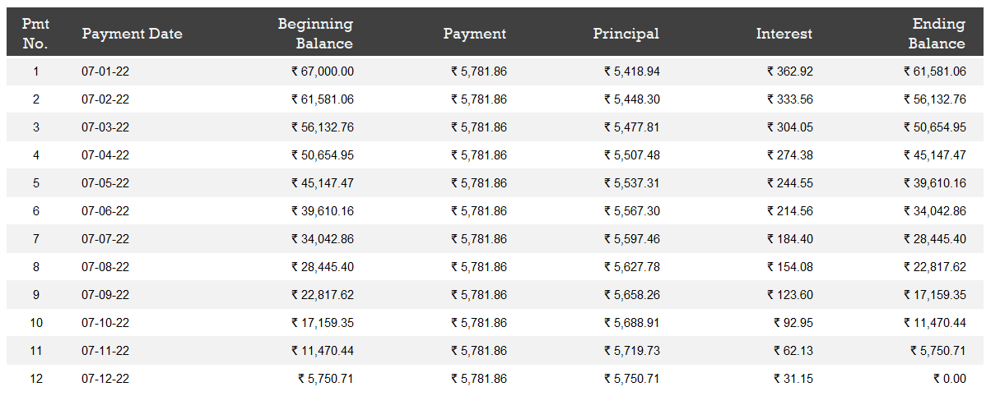 Pmt No. Payment Date Beginning Balance Payment Principal Interest Ending Balance
1 07-01-22 ₹ 67,000.00 ₹ 5,781.86 ₹ 5,418.94 ₹ 362.92 ₹ 61,581.06
2 07-02-22 ₹ 61,581.06 ₹ 5,781.86 ₹ 5,448.30 ₹ 333.56 ₹ 56,132.76
3 07-03-22 ₹ 56,132.76 ₹ 5,781.86 ₹ 5,477.81 ₹ 304.05 ₹ 50,654.95
4 07-04-22 ₹ 50,654.95 ₹ 5,781.86 ₹ 5,507.48 ₹ 274.38 ₹ 45,147.47
5 07-05-22 ₹ 45,147.47 ₹ 5,781.86 ₹ 5,537.31 ₹ 244.55 ₹ 39,610.16
6 07-06-22 ₹ 39,610.16 ₹ 5,781.86 ₹ 5,567.30 ₹ 214.56 ₹ 34,042.86
7 07-07-22 ₹ 34,042.86 ₹ 5,781.86 ₹ 5,597.46 ₹ 184.40 ₹ 28,445.40
8 07-08-22 ₹ 28,445.40 ₹ 5,781.86 ₹ 5,627.78 ₹ 154.08 ₹ 22,817.62
9 07-09-22 ₹ 22,817.62 ₹ 5,781.86 ₹ 5,658.26 ₹ 123.60 ₹ 17,159.35
10 07-10-22 ₹ 17,159.35 ₹ 5,781.86 ₹ 5,688.91 ₹ 92.95 ₹ 11,470.44
11 07-11-22 ₹ 11,470.44 ₹ 5,781.86 ₹ 5,719.73 ₹ 62.13 ₹ 5,750.71
12 07-12-22 ₹ 5,750.71 ₹ 5,781.86 ₹ 5,750.71 ₹ 31.15 ₹ 0.00